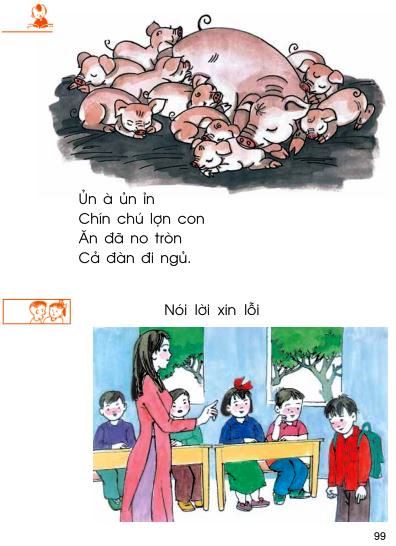 Ủn à ủn ỉn
Chín chú lợn con
Ăn đã no tròn
Cả đàn đi ngủ.
Nói lời xin lỗi
99